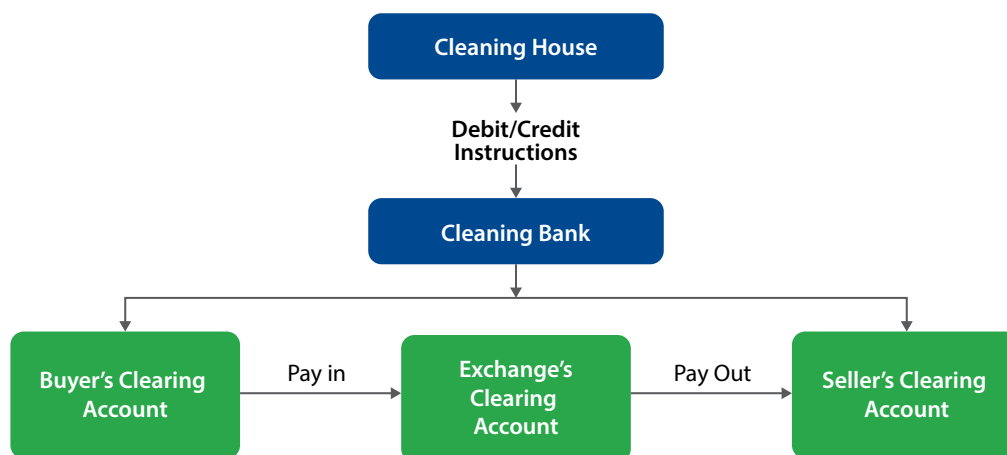 Cleaning House
Debit/Credit
Instructions
Cleaning Bank
Buyer's Clearing
Account
Pay in
Exchange's
Clearing
Account
Pay Out
Seller's Clearing
Account